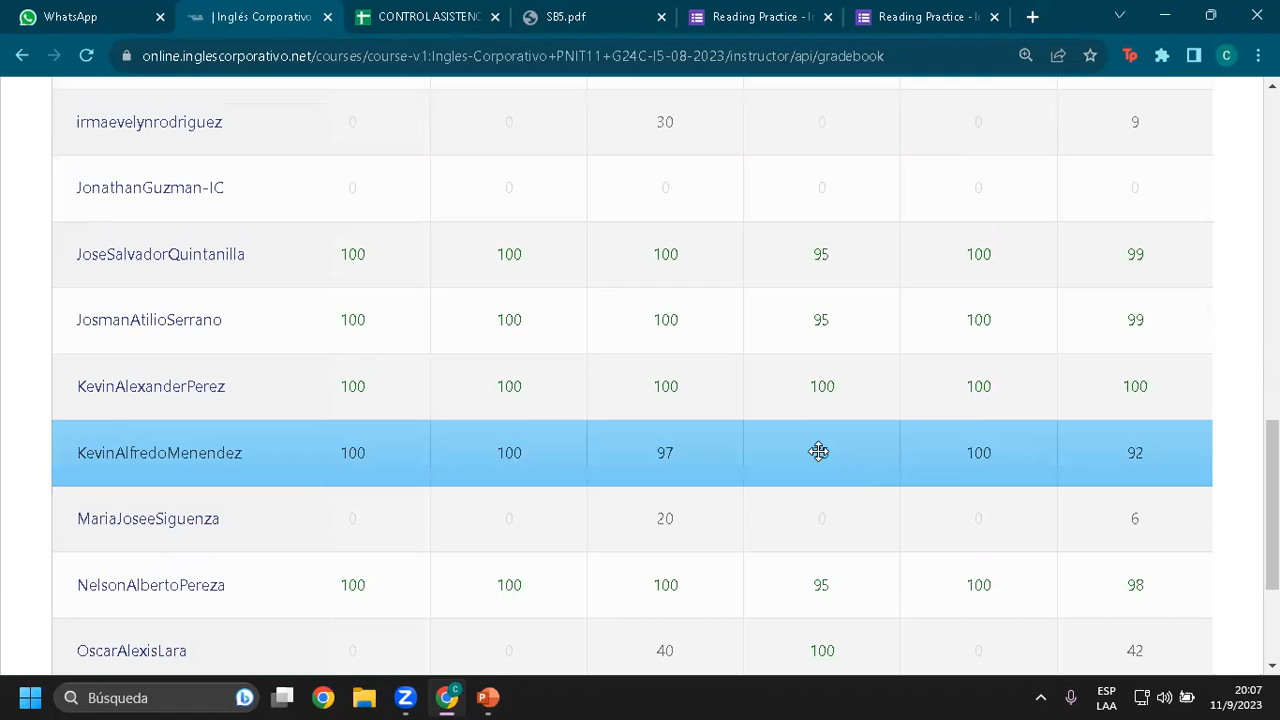 WhatsApp × | Inglés Corporativo × CONTROL ASISTENC × SB5.pdf × Reading Practice - I × Reading Practice - In × +
online.inglescorporativo.net/courses/course-v1:Ingles-Corporativo+PNIT11+G24C-I5-08-2023/instructor/api/gradebook
irmaevelynrodriguez 0 0 30 0 0 9
JonathanGuzman-IC 0 0 0 0 0 0
JoseSalvadorQuintanilla 100 100 100 95 100 99
JosmanAtilioSerrano 100 100 100 95 100 99
KevinAlexanderPerez 100 100 100 100 100 100
KevinAlfredoMenendez 100 100 97 100 92
MariaJoseeSiguenza 0 0 20 0 0 6
NelsonAlbertoPereza 100 100 100 95 100 98
OscarAlexisLara 0 0 40 100 0 42
Búsqueda
ESP
LAA
20:07
11/9/2023